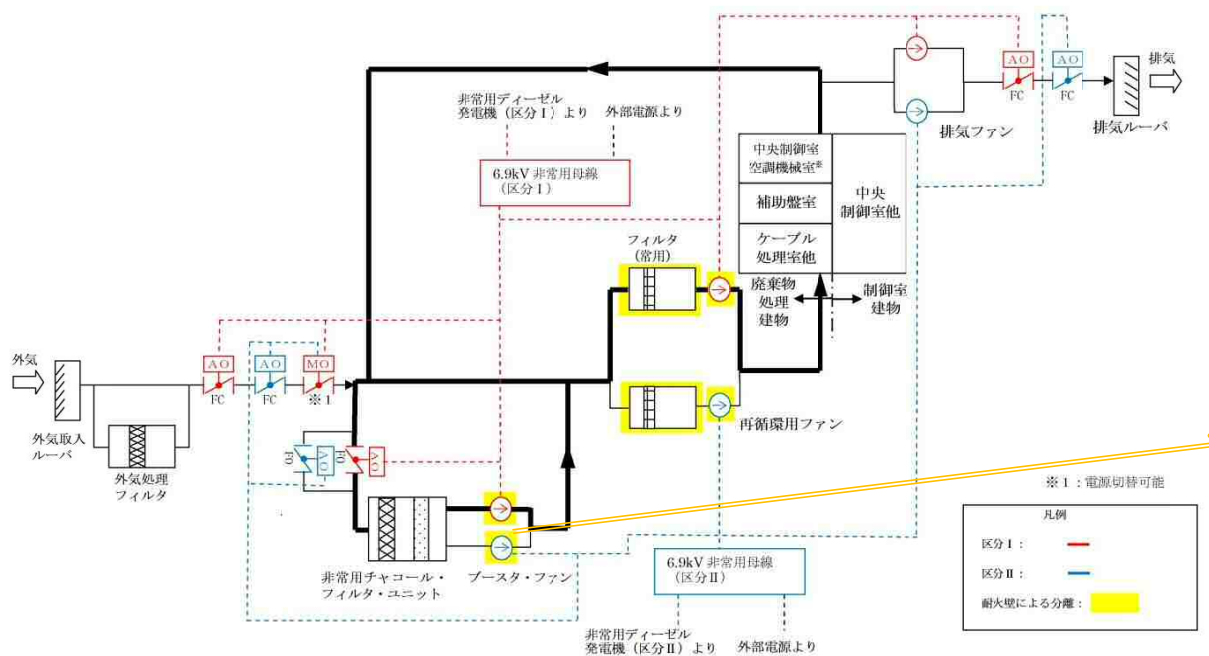 非常用ディーゼル
発電機（区分Ⅰ）より
外部電源より
6.9kV 非常用母線
（区分Ⅰ）
AO
FC
AO
FC
排気
排気ルーバ
排気ファン
中央制御室
空調機械室※
補助盤室
ケーブル
処理室他
中央
制御室他
廃棄物
処理
建物
制御室
建物
フィルタ
（常用）
再循環用ファン
外気
外気取入
ルーバ
外気処理
フィルタ
AO
FC
AO
FC
MO
※1
FO
AO
FO
AO
非常用チャコール・
フィルタ・ユニット
ブースタ・ファン
6.9kV 非常用母線
（区分Ⅱ）
非常用ディーゼル
発電機（区分Ⅱ）より
外部電源より
※1：電源切替可能
凡例
区分Ⅰ：
区分Ⅱ：
耐火壁による分離：